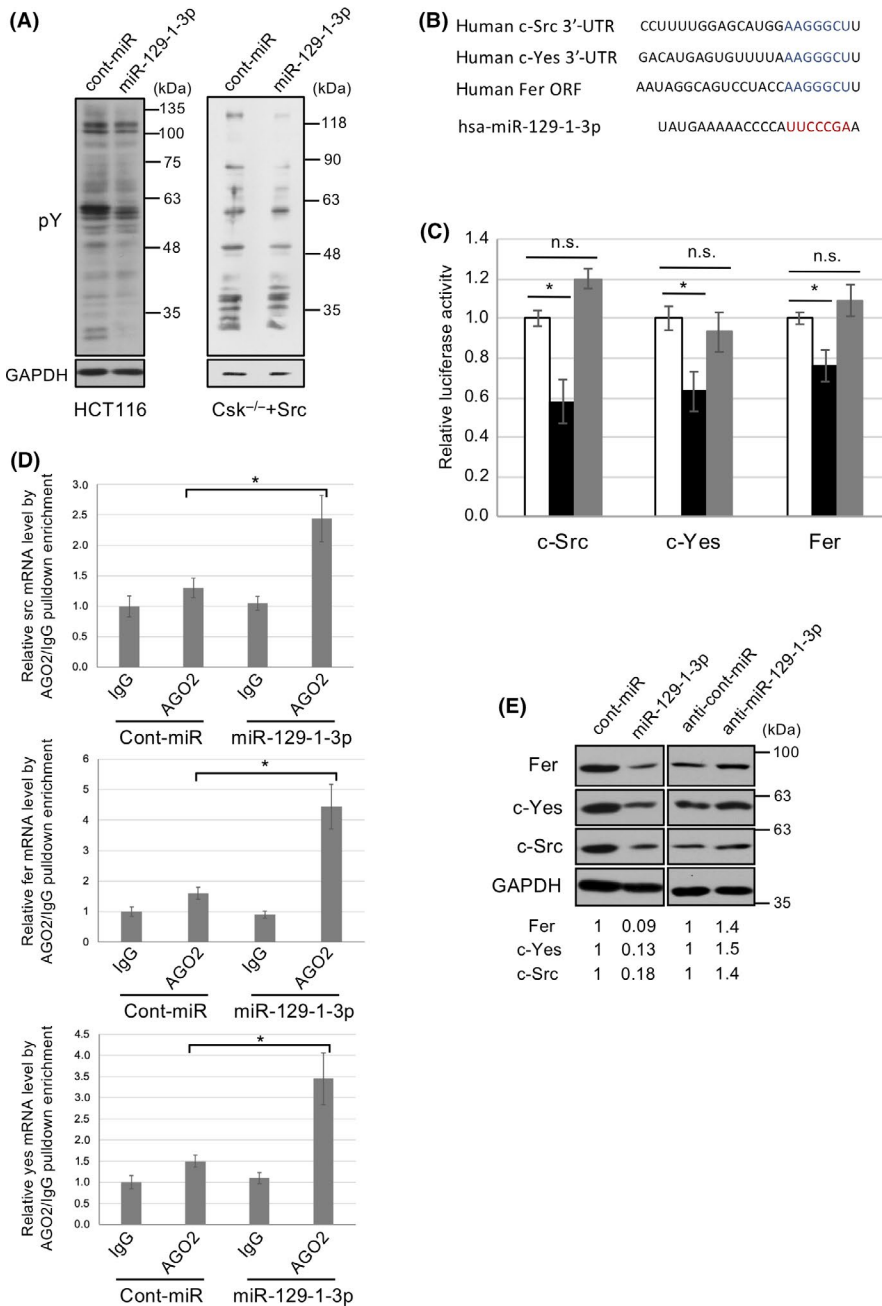 (A)
cont-miR
miR-129-1-3p
(kDa)
135
100
75
63
48
35
pY
GAPDH
HCT116
cont-miR
miR-129-1-3p
(kDa)
118
90
63
48
35
Csk–/–+Src
(B)
Human c-Src 3’-UTR CCUUUUGGAGCAUGGAAGGGCUU
Human c-Yes 3’-UTR GACAUGAGUGUUUUAAAGGGCUU
Human Fer ORF AAUAGGCAGUCCUACCAAGGGCUU
hsa-miR-129-1-3p UAUGAAAAACCCCAUUCCCGAA
(C)
Relative luciferase activity
1.4
1.2
1.0
0.8
0.6
0.4
0.2
0.0
n.s.
*
n.s.
*
n.s.
*
c-Src
c-Yes
Fer
(D)
Relative src mRNA level by
AGO2/IgG pulldown enrichment
3.0
2.5
2.0
1.5
1.0
0.5
0.0
*
IgG
AGO2
IgG
AGO2
Cont-miR
miR-129-1-3p
Relative fer mRNA level by
AGO2/IgG pulldown enrichment
6
5
4
3
2
1
0
*
IgG
AGO2
IgG
AGO2
Cont-miR
miR-129-1-3p
Relative yes mRNA level by
AGO2/IgG pulldown enrichment
4.5
4.0
3.5
3.0
2.5
2.0
1.5
1.0
0.5
0.0
*
IgG
AGO2
IgG
AGO2
Cont-miR
miR-129-1-3p
(E)
cont-miR
miR-129-1-3p
anti-cont-miR
anti-miR-129-1-3p
(kDa)
Fer
100
c-Yes
63
c-Src
63
GAPDH
35
Fer 1 0.09 1 1.4
c-Yes 1 0.13 1 1.5
c-Src 1 0.18 1 1.4